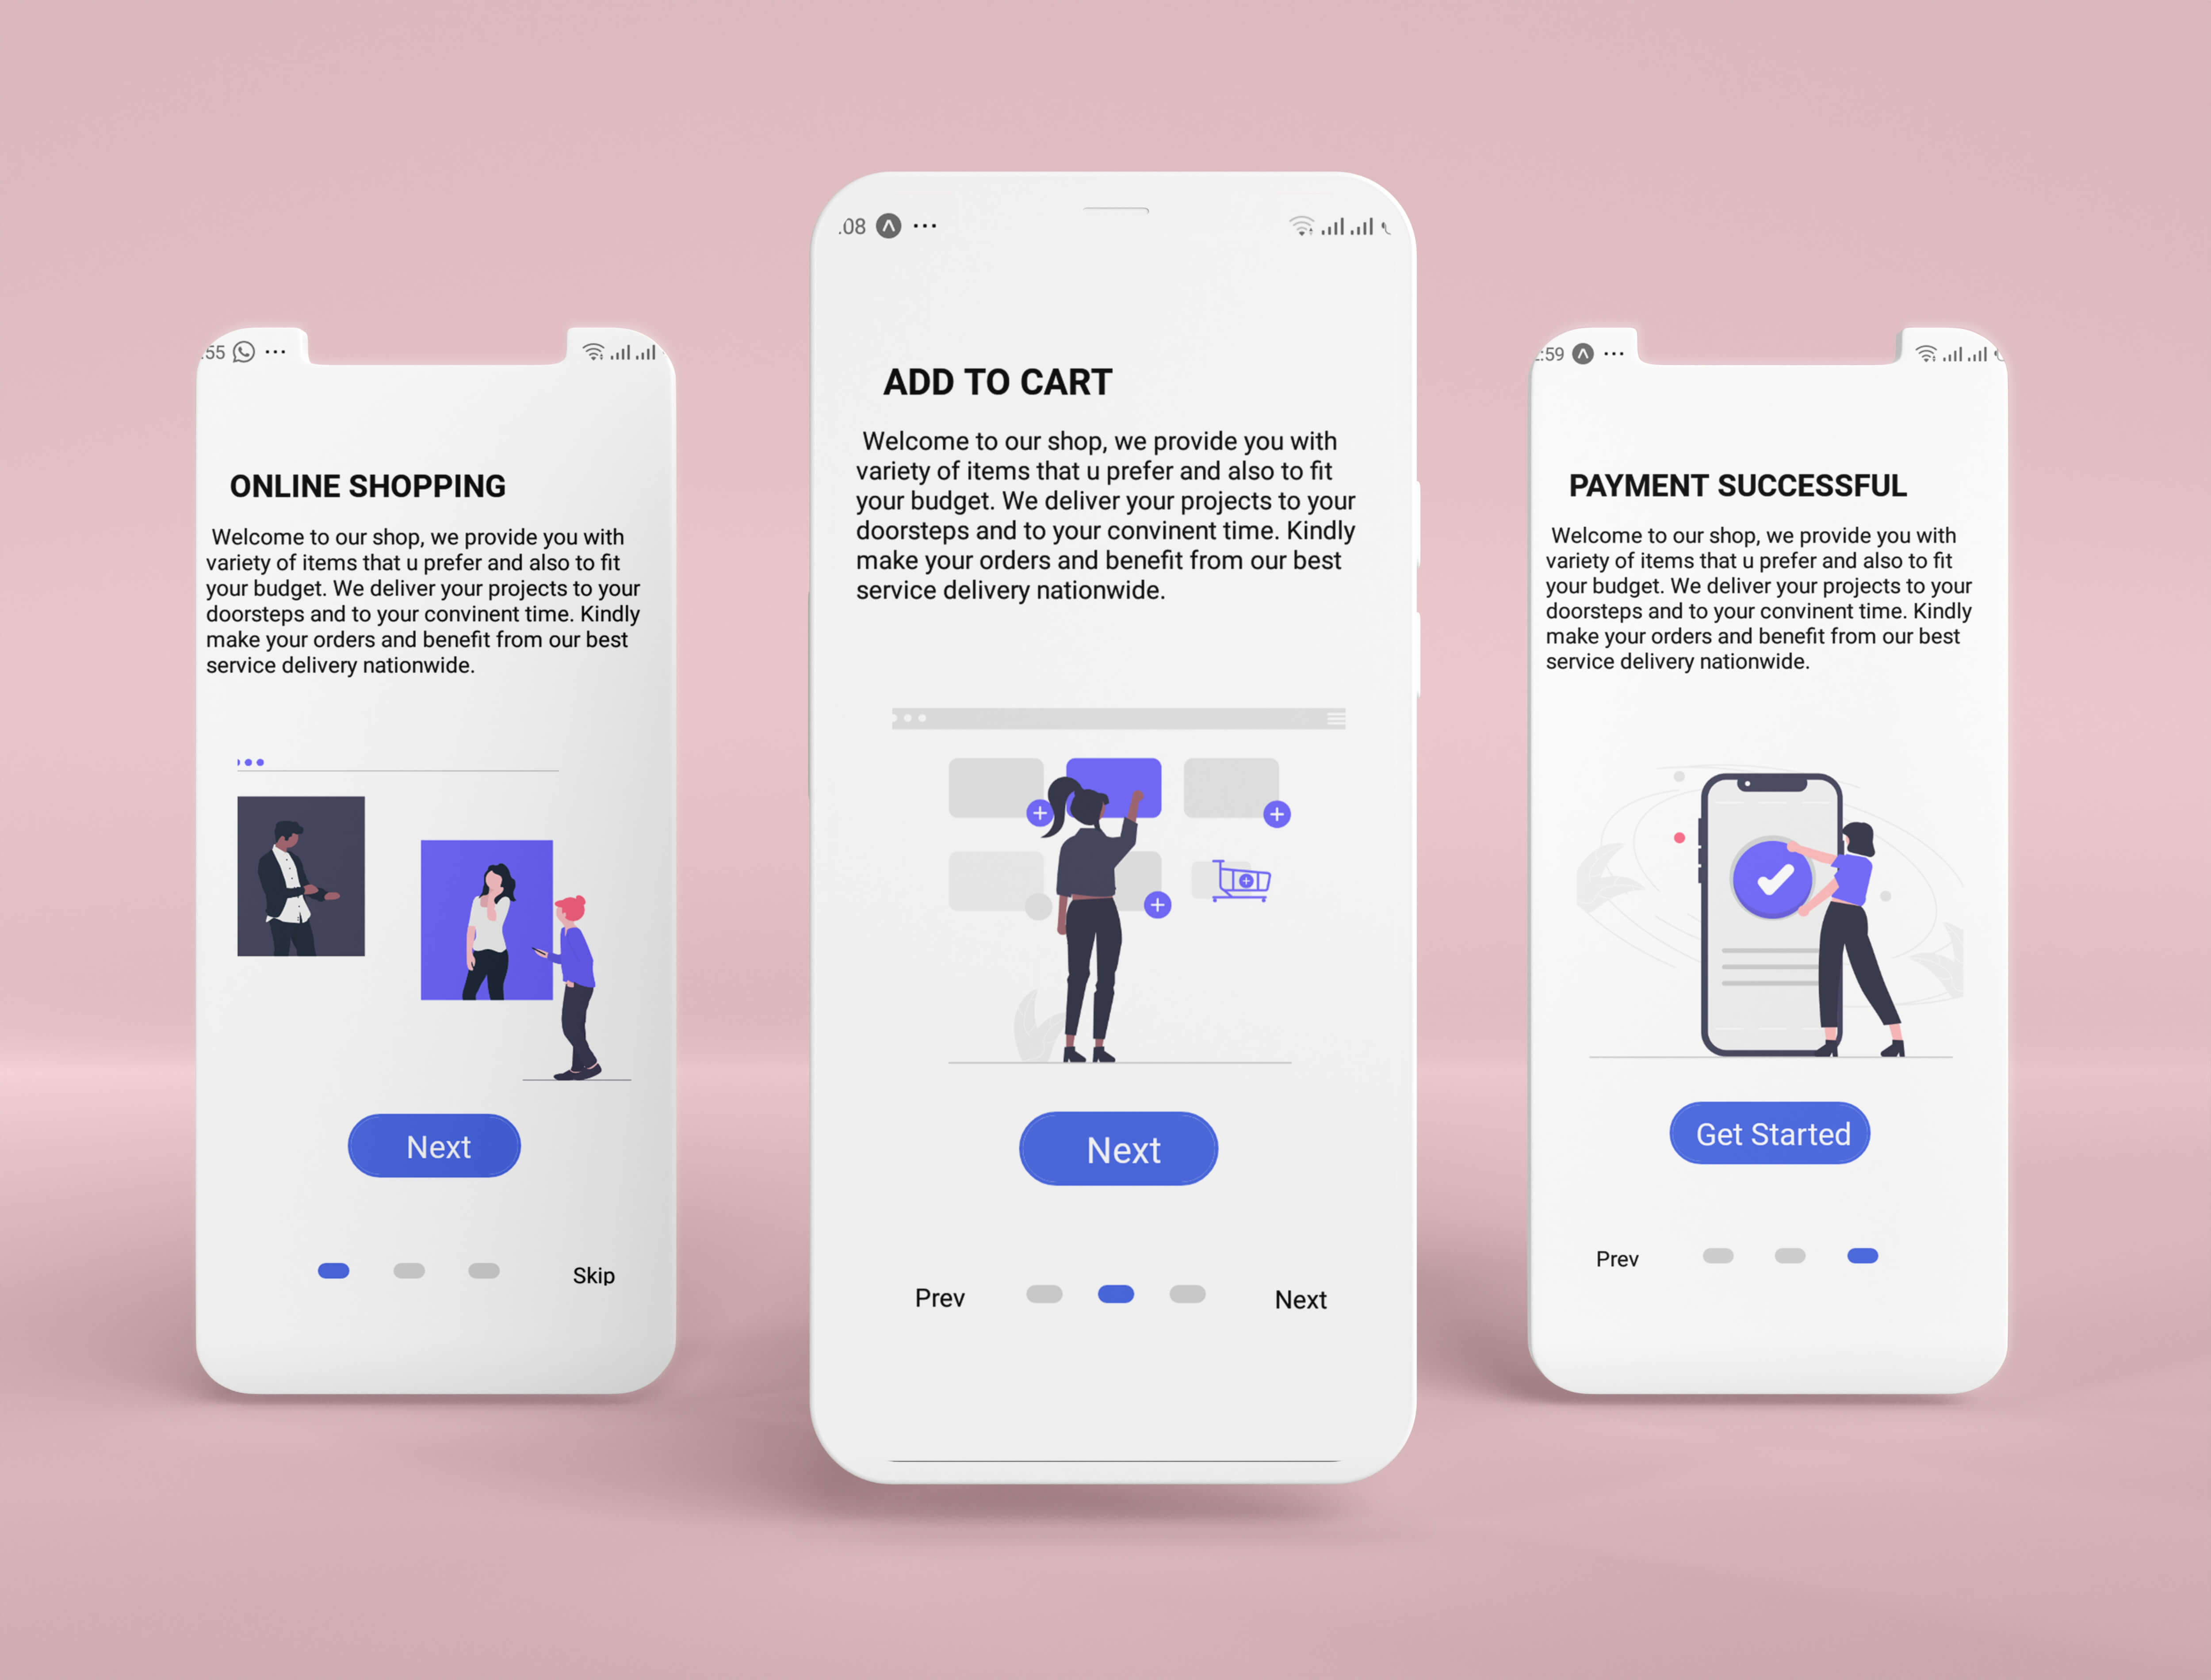 :55
ONLINE SHOPPING
Welcome to our shop, we provide you with
variety of items that u prefer and also to fit
your budget. We deliver your projects to your
doorsteps and to your convinent time. Kindly
make your orders and benefit from our best
service delivery nationwide.
Next
Skip
.08
ADD TO CART
Welcome to our shop, we provide you with
variety of items that u prefer and also to fit
your budget. We deliver your projects to your
doorsteps and to your convinent time. Kindly
make your orders and benefit from our best
service delivery nationwide.
Next
Prev
Next
:59
PAYMENT SUCCESSFUL
Welcome to our shop, we provide you with
variety of items that u prefer and also to fit
your budget. We deliver your projects to your
doorsteps and to your convinent time. Kindly
make your orders and benefit from our best
service delivery nationwide.
Get Started
Prev